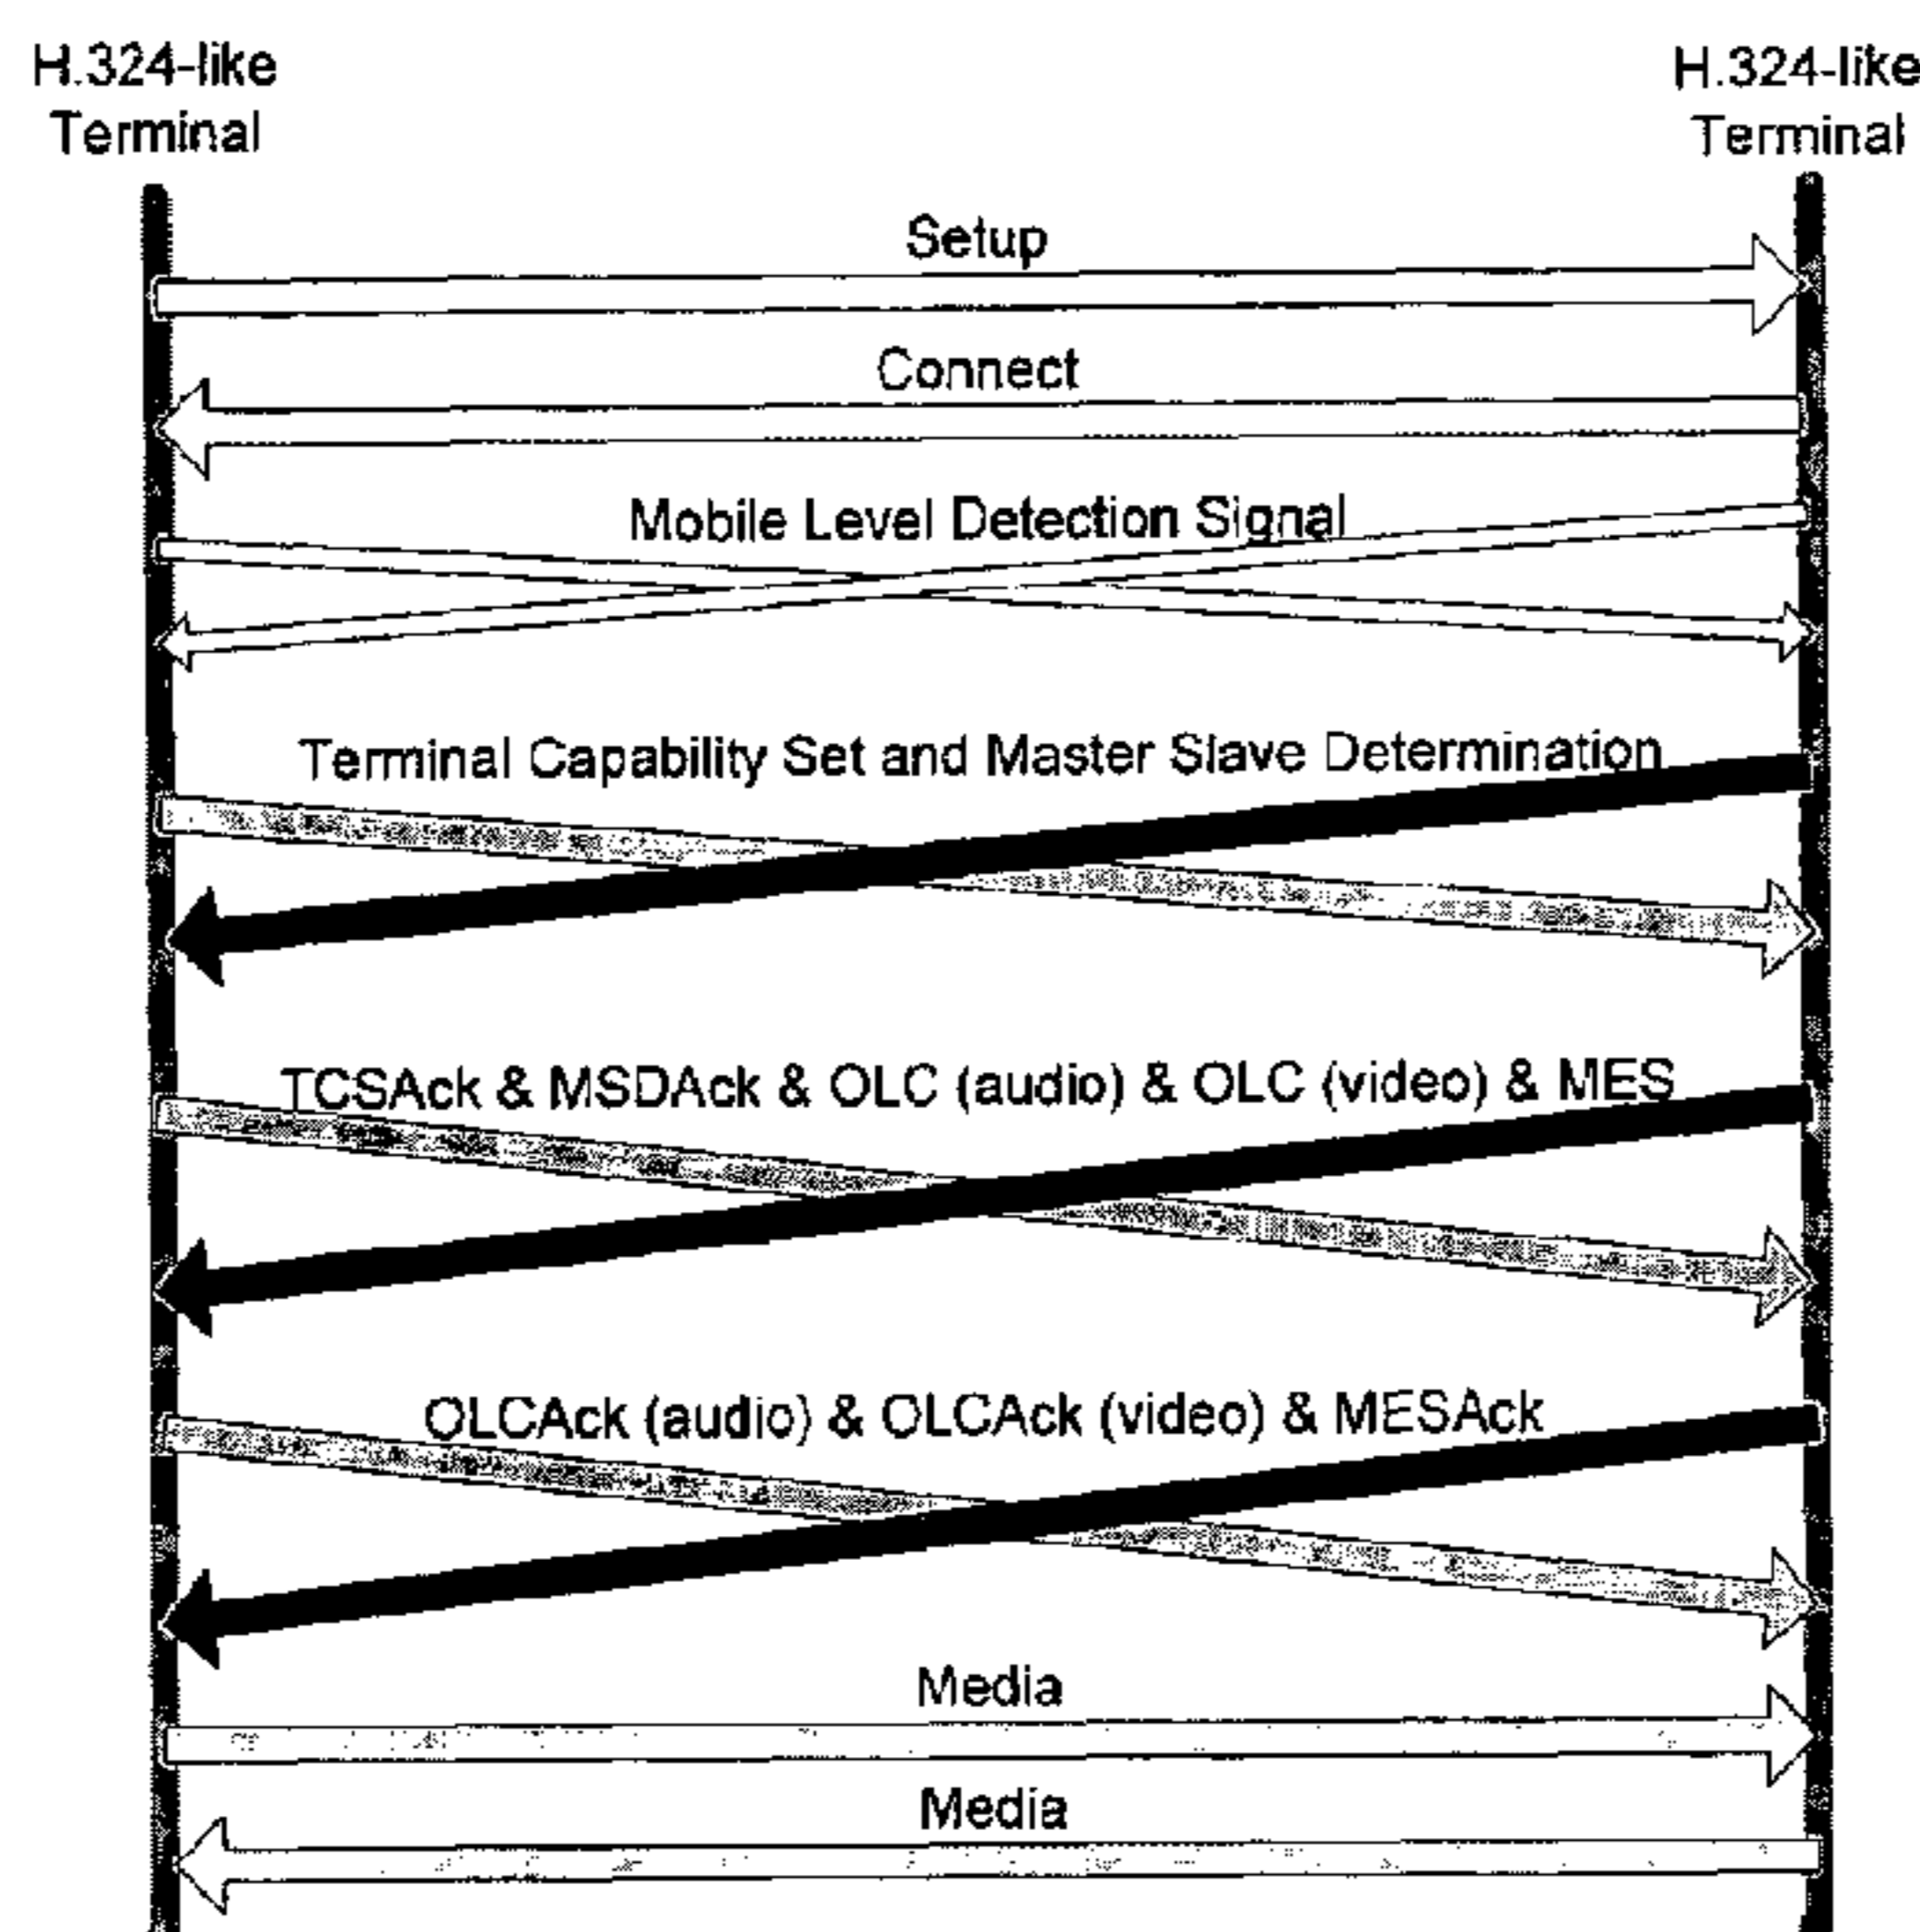 H.324-like
Terminal
H.324-like
Terminal
Setup
Connect
Mobile Level Detection Signal
Terminal Capability Set and Master Slave Determination
TCSAck & MSDAck & OLC (audio) & OLC (video) & MES
OLCAck (audio) & OLCAck (video) & MESAck
Media
Media